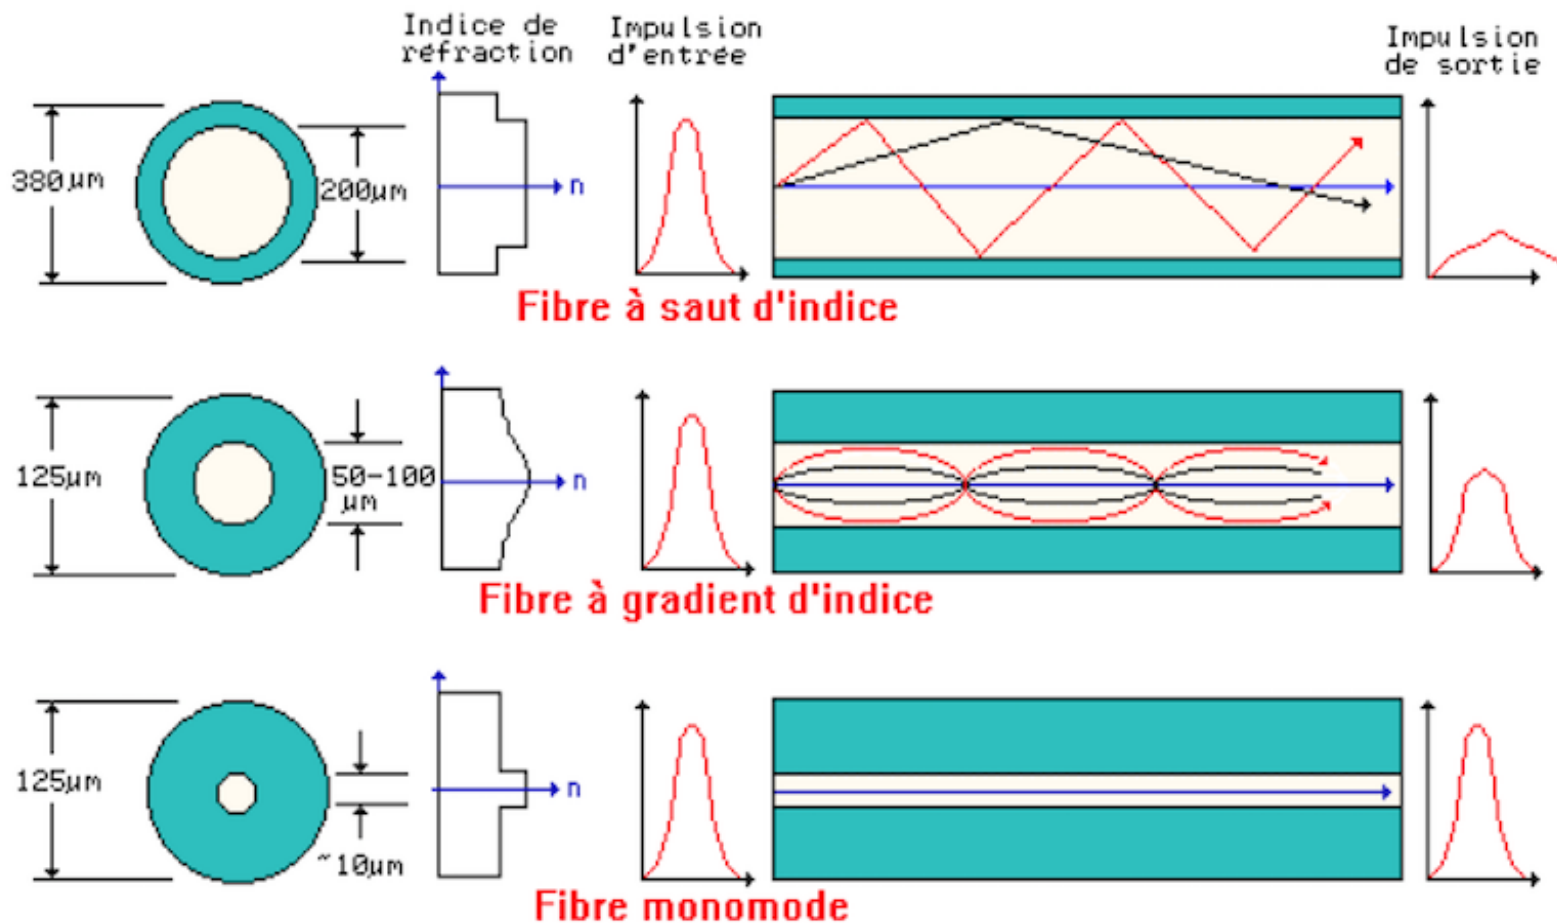 Indice de
réfraction
Impulsion
d'entrée
Impulsion
de sortie
380µm
200µm
n
Fibre à saut d'indice
125µm
50-100
µm
n
Fibre à gradient d'indice
125µm
~10µm
n
Fibre monomode